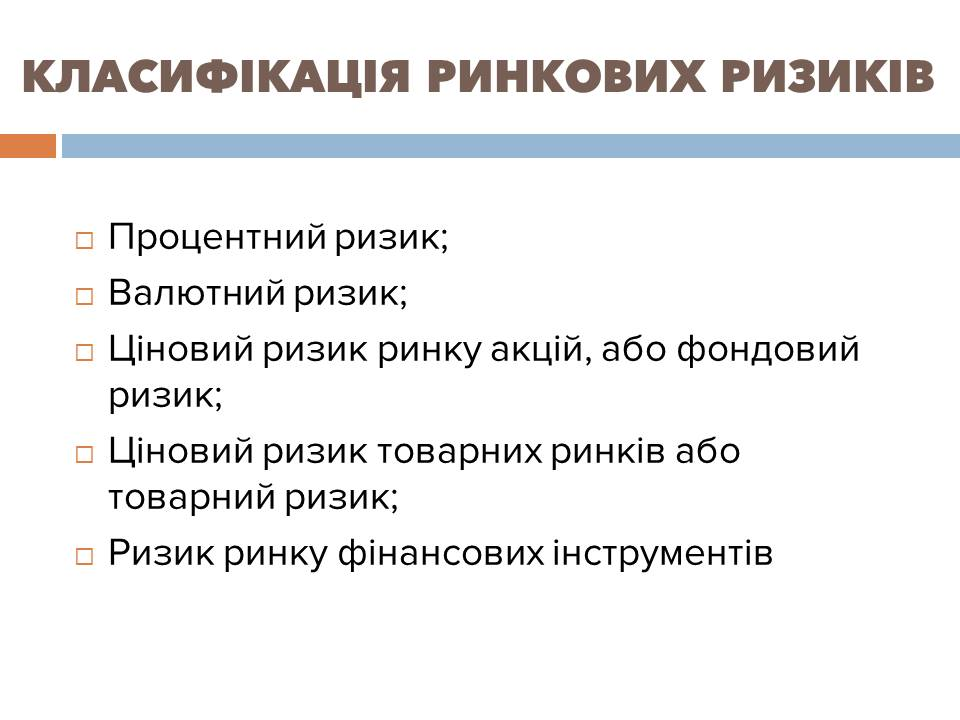 КЛАСИФІКАЦІЯ РИНКОВИХ РИЗИКІВ
Процентний ризик;
Валютний ризик;
Ціновий ризик ринку акцій, або фондовий
ризик;
Ціновий ризик товарних ринків або
товарний ризик;
Ризик ринку фінансових інструментів